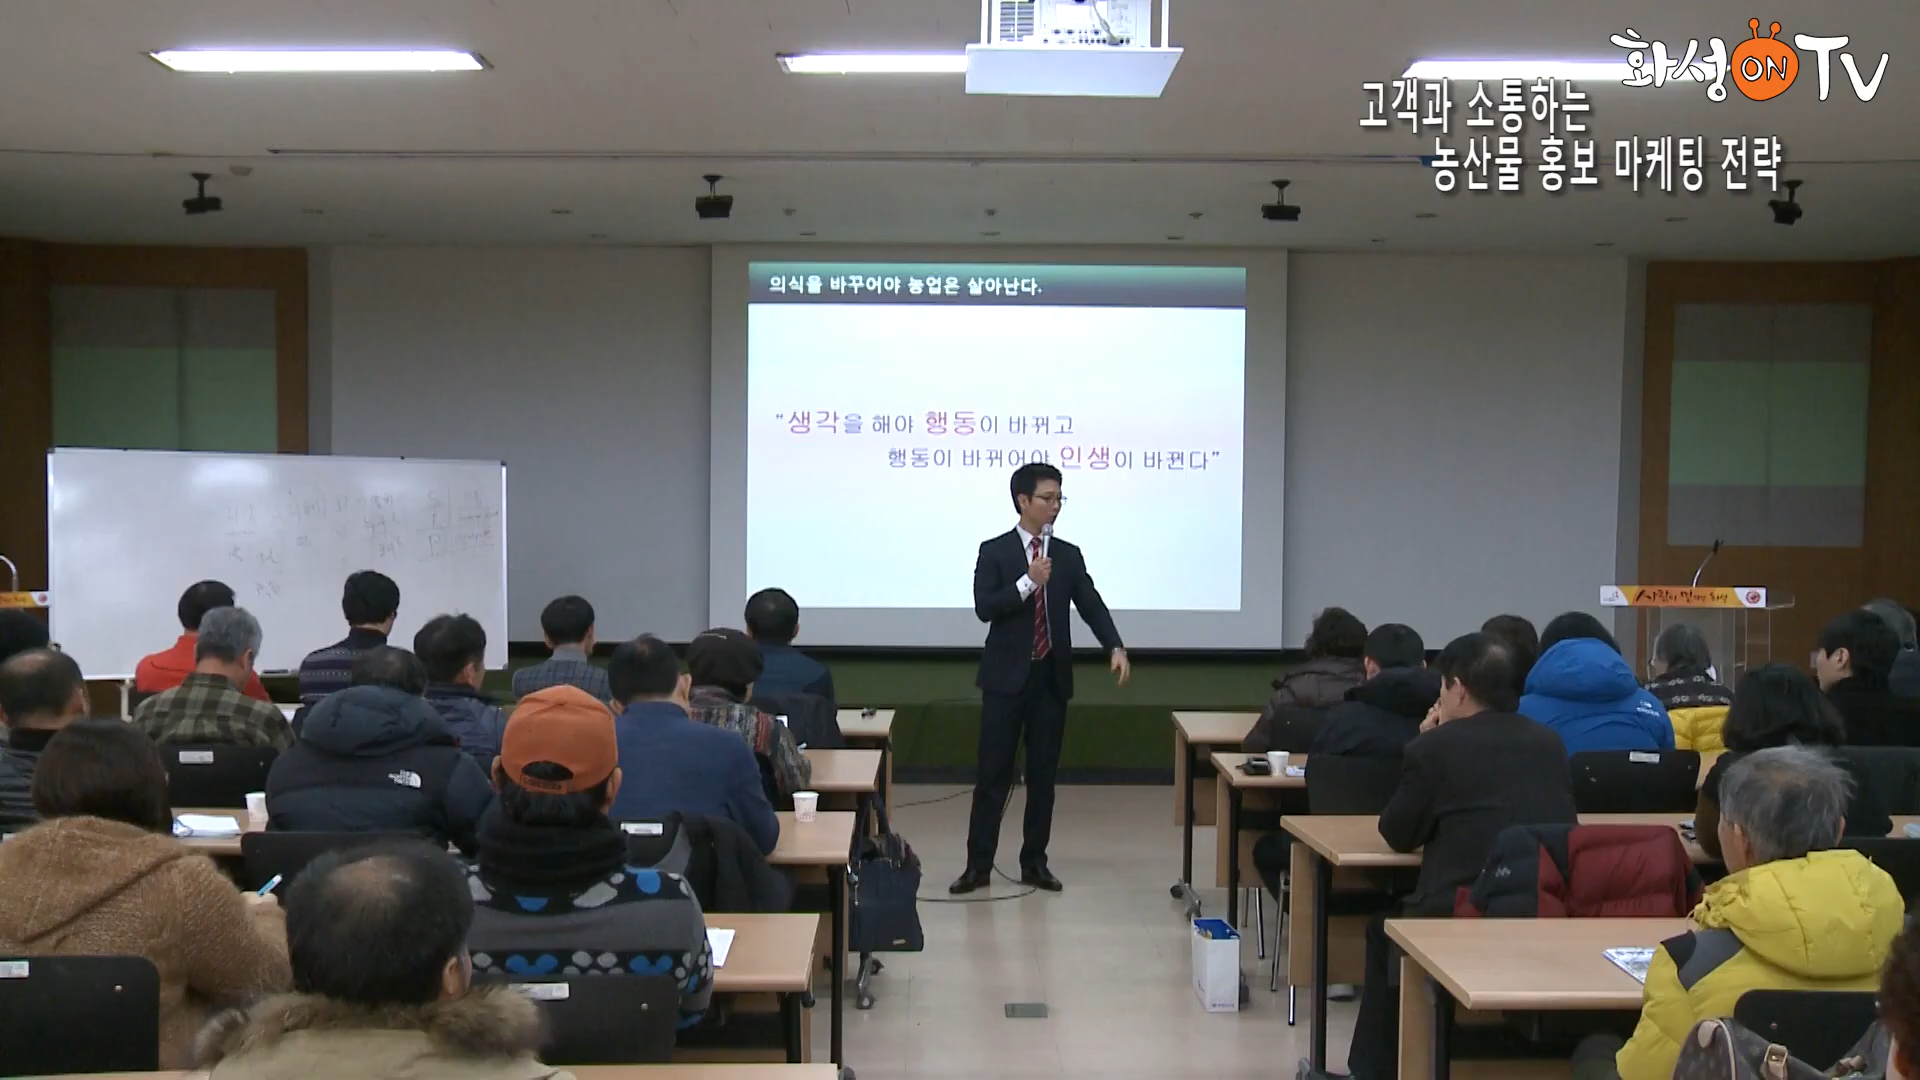 화성ON TV
고객과 소통하는
농산물 홍보 마케팅 전략
의식을 바꾸어야 농업은 살아난다.
“생각을 해야 행동이 바뀌고
행동이 바뀌어야 인생이 바뀐다”
THE NORTH FACE